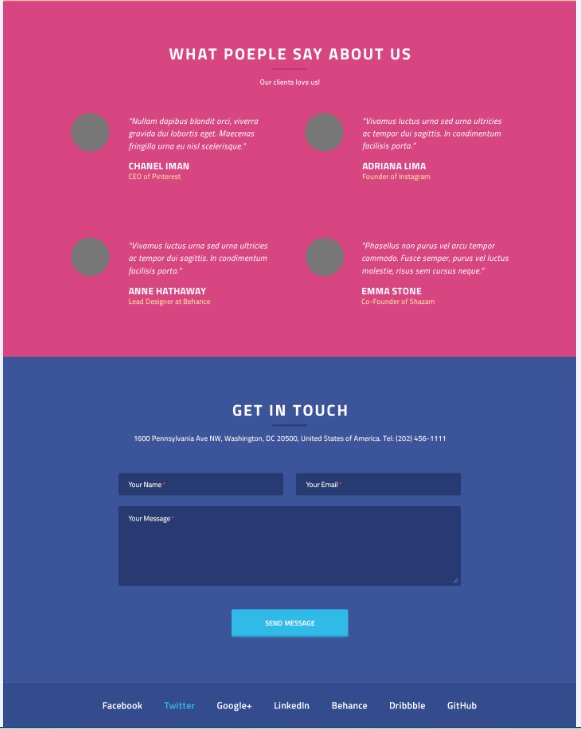 WHAT POEPLE SAY ABOUT US
Our clients love us!
"Nullam dapibus blandit orci, viverra
gravida dui lobortis eget. Maecenas
fringilla urna eu nisl scelerisque."
CHANEL IMAN
CEO of Pinterest
"Vivamus luctus urna sed urna ultricies
ac tempor dui sagittis. In condimentum
facilisis porta."
ADRIANA LIMA
Founder of Instagram
"Vivamus luctus urna sed urna ultricies
ac tempor dui sagittis. In condimentum
facilisis porta."
ANNE HATHAWAY
Lead Designer at Behance
"Phasellus non purus vel arcu tempor
commodo. Fusce semper, purus vel luctus
molestie, risus sem cursus neque."
EMMA STONE
Co-Founder of Shazam
GET IN TOUCH
1600 Pennsylvania Ave NW, Washington, DC 20500, United States of America. Tel: (202) 456-1111
Your Name*
Your Email*
Your Message*
SEND MESSAGE
Facebook Twitter Google+ LinkedIn Behance Dribbble GitHub